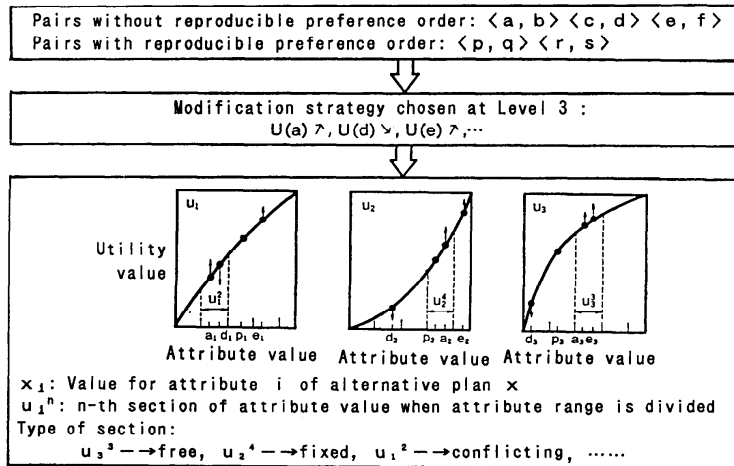 Pairs without reproducible preference order: <a, b> <c, d> <e, f>
Pairs with reproducible preference order: <p, q> <r, s>
Modification strategy chosen at Level 3 :
U(a) ↗, U(d) ↘, U(e) ↗, ···
u₁ u₂ u₃
Utility value
u₁² u₂⁴ u₃³
a₁ d₁ p₁ e₁ d₂ p₂ a₂ e₂ d₃ p₃ a₃ e₃
Attribute value Attribute value Attribute value
x i: Value for attribute i of alternative plan x
u iⁿ: n-th section of attribute value when attribute range is divided
Type of section:
u₃³ −→free, u₂⁴ −→fixed, u₁² −→conflicting, ······